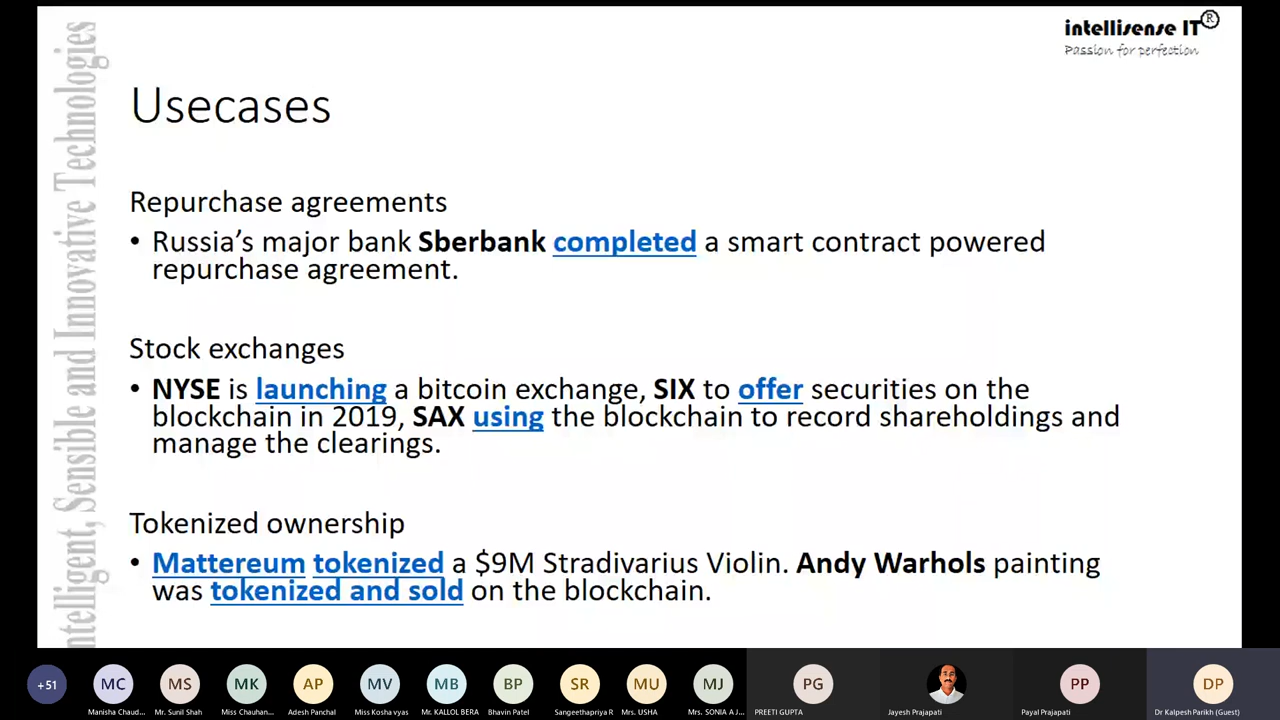 intellisense IT ®
Passion for perfection
ntelligent, Sensible and Innovative Technologies
Usecases
Repurchase agreements
• Russia’s major bank Sberbank completed a smart contract powered
repurchase agreement.
Stock exchanges
• NYSE is launching a bitcoin exchange, SIX to offer securities on the
blockchain in 2019, SAX using the blockchain to record shareholdings and
manage the clearings.
Tokenized ownership
• Mattereum tokenized a $9M Stradivarius Violin. Andy Warhols painting
was tokenized and sold on the blockchain.
+51 MC MS MK AP MV MB BP SR MU MJ PG PP DP
Manisha Chaud... Mr. Sunil Shah Miss Chauhan... Adesh Panchal Miss Kosha vyas Mr. KALLOL BERA Bhavin Patel Sangeethapriya R Mrs. USHA Mrs. SONIA A J... PREETI GUPTA Jayesh Prajapati Payal Prajapati Dr Kalpesh Parikh (Guest)